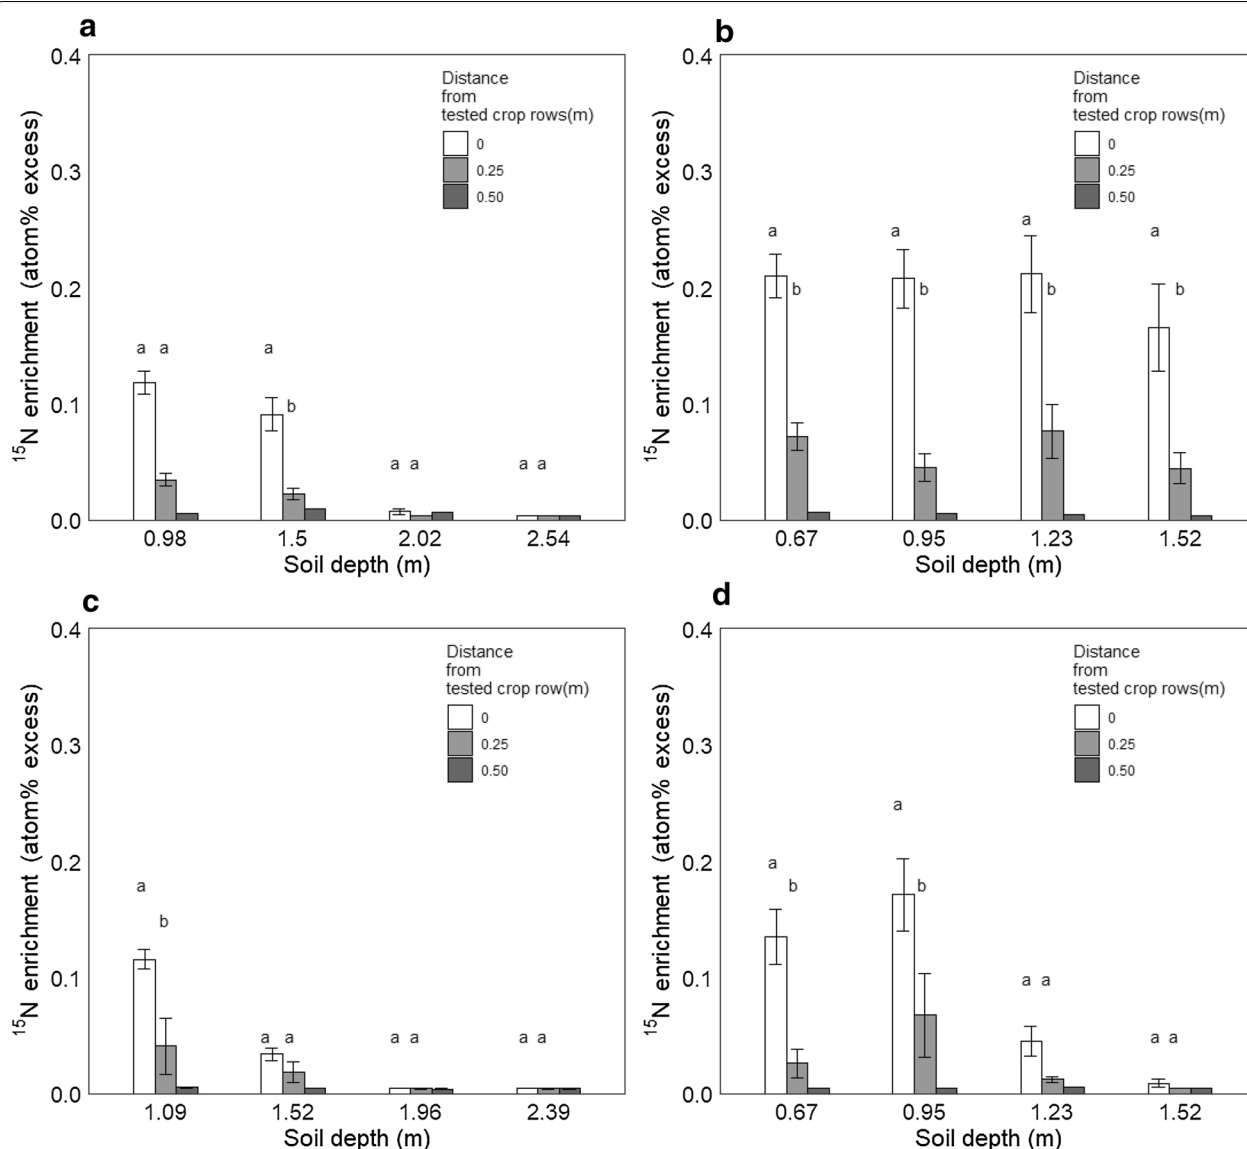 a
0.4
0.3
0.2
0.1
0.0
¹⁵N enrichment (atom% excess)
Distance
from
tested crop rows(m)
0
0.25
0.50
a a
a
b
a a
a a
0.98 1.5 2.02 2.54
Soil depth (m)
b
0.4
0.3
0.2
0.1
0.0
¹⁵N enrichment (atom% excess)
Distance
from
tested crop rows(m)
0
0.25
0.50
a a a a
b b b b
0.67 0.95 1.23 1.52
Soil depth (m)
c
0.4
0.3
0.2
0.1
0.0
¹⁵N enrichment (atom% excess)
Distance
from
tested crop row(m)
0
0.25
0.50
a
b
a a
a a
a a
1.09 1.52 1.96 2.39
Soil depth (m)
d
0.4
0.3
0.2
0.1
0.0
¹⁵N enrichment (atom% excess)
Distance
from
tested crop rows(m)
0
0.25
0.50
a
b
a
b
a a
a a
0.67 0.95 1.23 1.52
Soil depth (m)